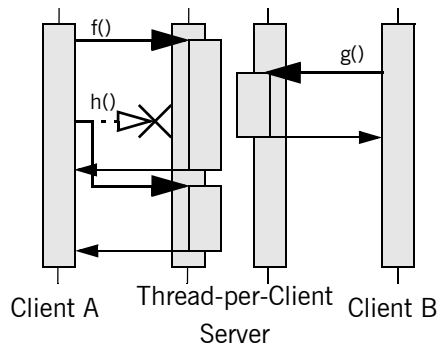 f()
g()
h()
Client A
Thread-per-Client
Server
Client B